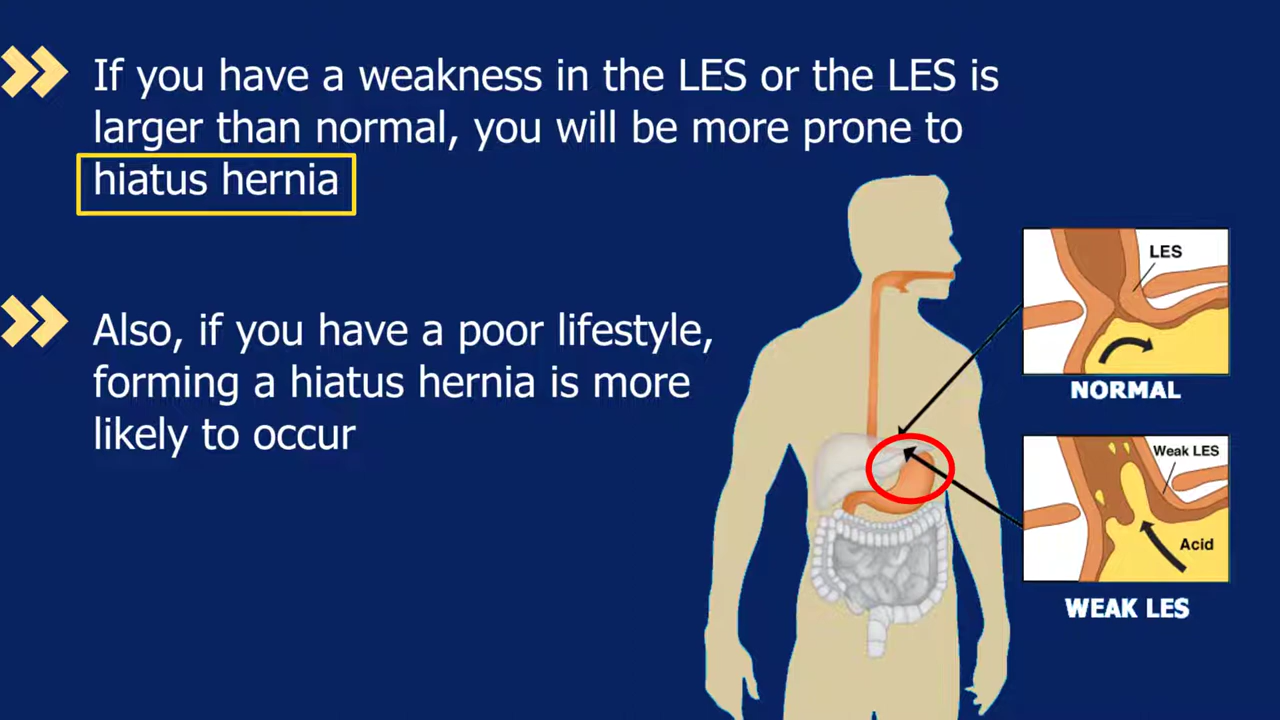 If you have a weakness in the LES or the LES is
larger than normal, you will be more prone to
hiatus hernia
Also, if you have a poor lifestyle,
forming a hiatus hernia is more
likely to occur
LES
NORMAL
Weak LES
Acid
WEAK LES